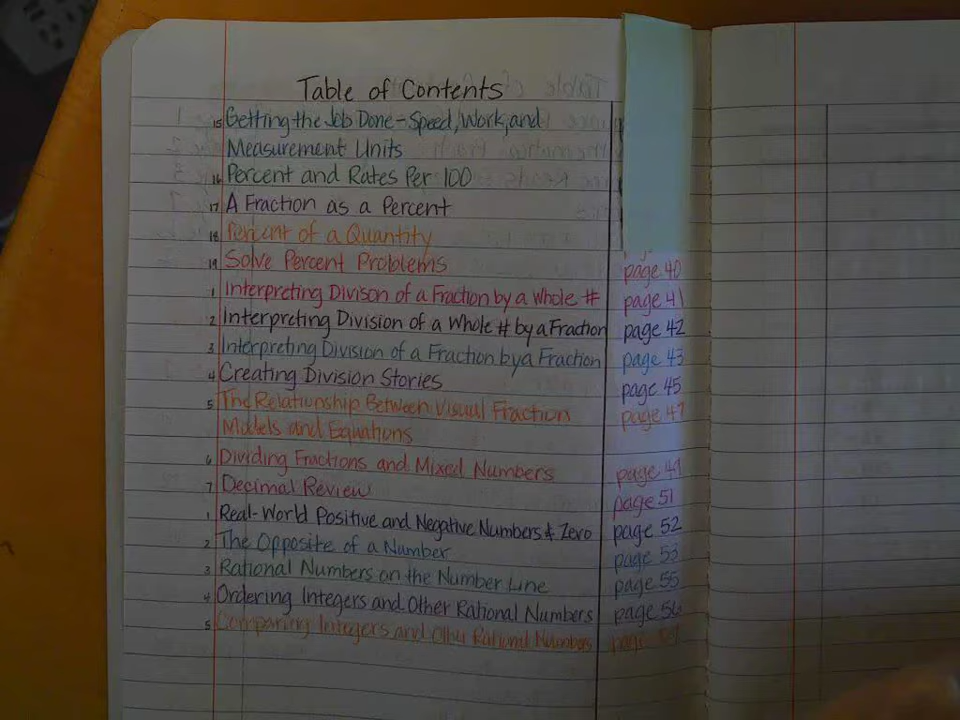 Table of Contents
15 Getting the Job Done - Speed, Work, and
Measurement Units
16 Percent and Rates Per 100
17 A Fraction as a Percent
18 Percent of a Quantity
19 Solve Percent Problems page 40
1 Interpreting Divison of a Fraction by a Whole # page 41
2 Interpreting Division of a Whole # by a Fraction page 42
3 Interpreting Division of a Fraction by a Fraction page 43
4 Creating Division Stories page 45
5 The Relationship Between Visual Fraction page 47
Models and Equations
6 Dividing Fractions and Mixed Numbers page 49
7 Decimal Review page 51
1 Real-World Positive and Negative Numbers & Zero page 52
2 The Opposite of a Number page 53
3 Rational Numbers on the Number Line page 55
4 Ordering Integers and Other Rational Numbers page 56
5 Comparing Integers and Other Rational Numbers page